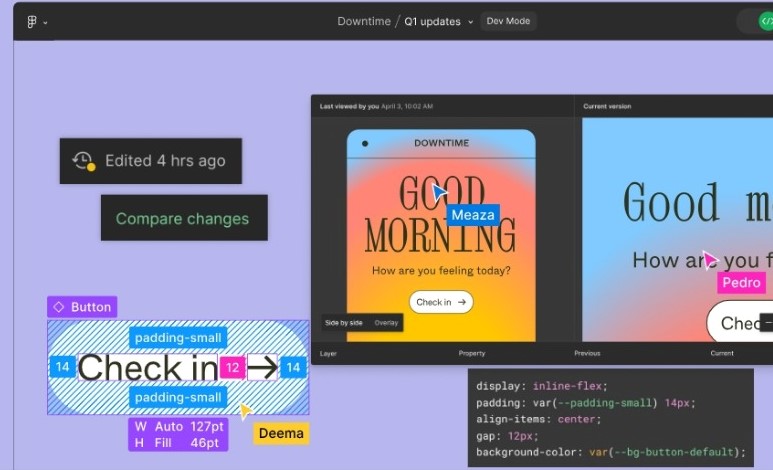 Downtime / Q1 updates Dev Mode
Last viewed by you April 3, 10:02 AM
Current version
DOWNTIME
Edited 4 hrs ago
Compare changes
GOOD
MORNING
Meaza
How are you feeling today?
Check in →
Side by side Overlay
Good m
How are you f
Pedro
Chec
Layer Property Previous Current
Button
padding-small
14 Check in 12 → 14
padding-small
W Auto 127pt
H Fill 46pt
Deema
display: inline-flex;
padding: var(--padding-small) 14px;
align-items: center;
gap: 12px;
background-color: var(--bg-button-default);